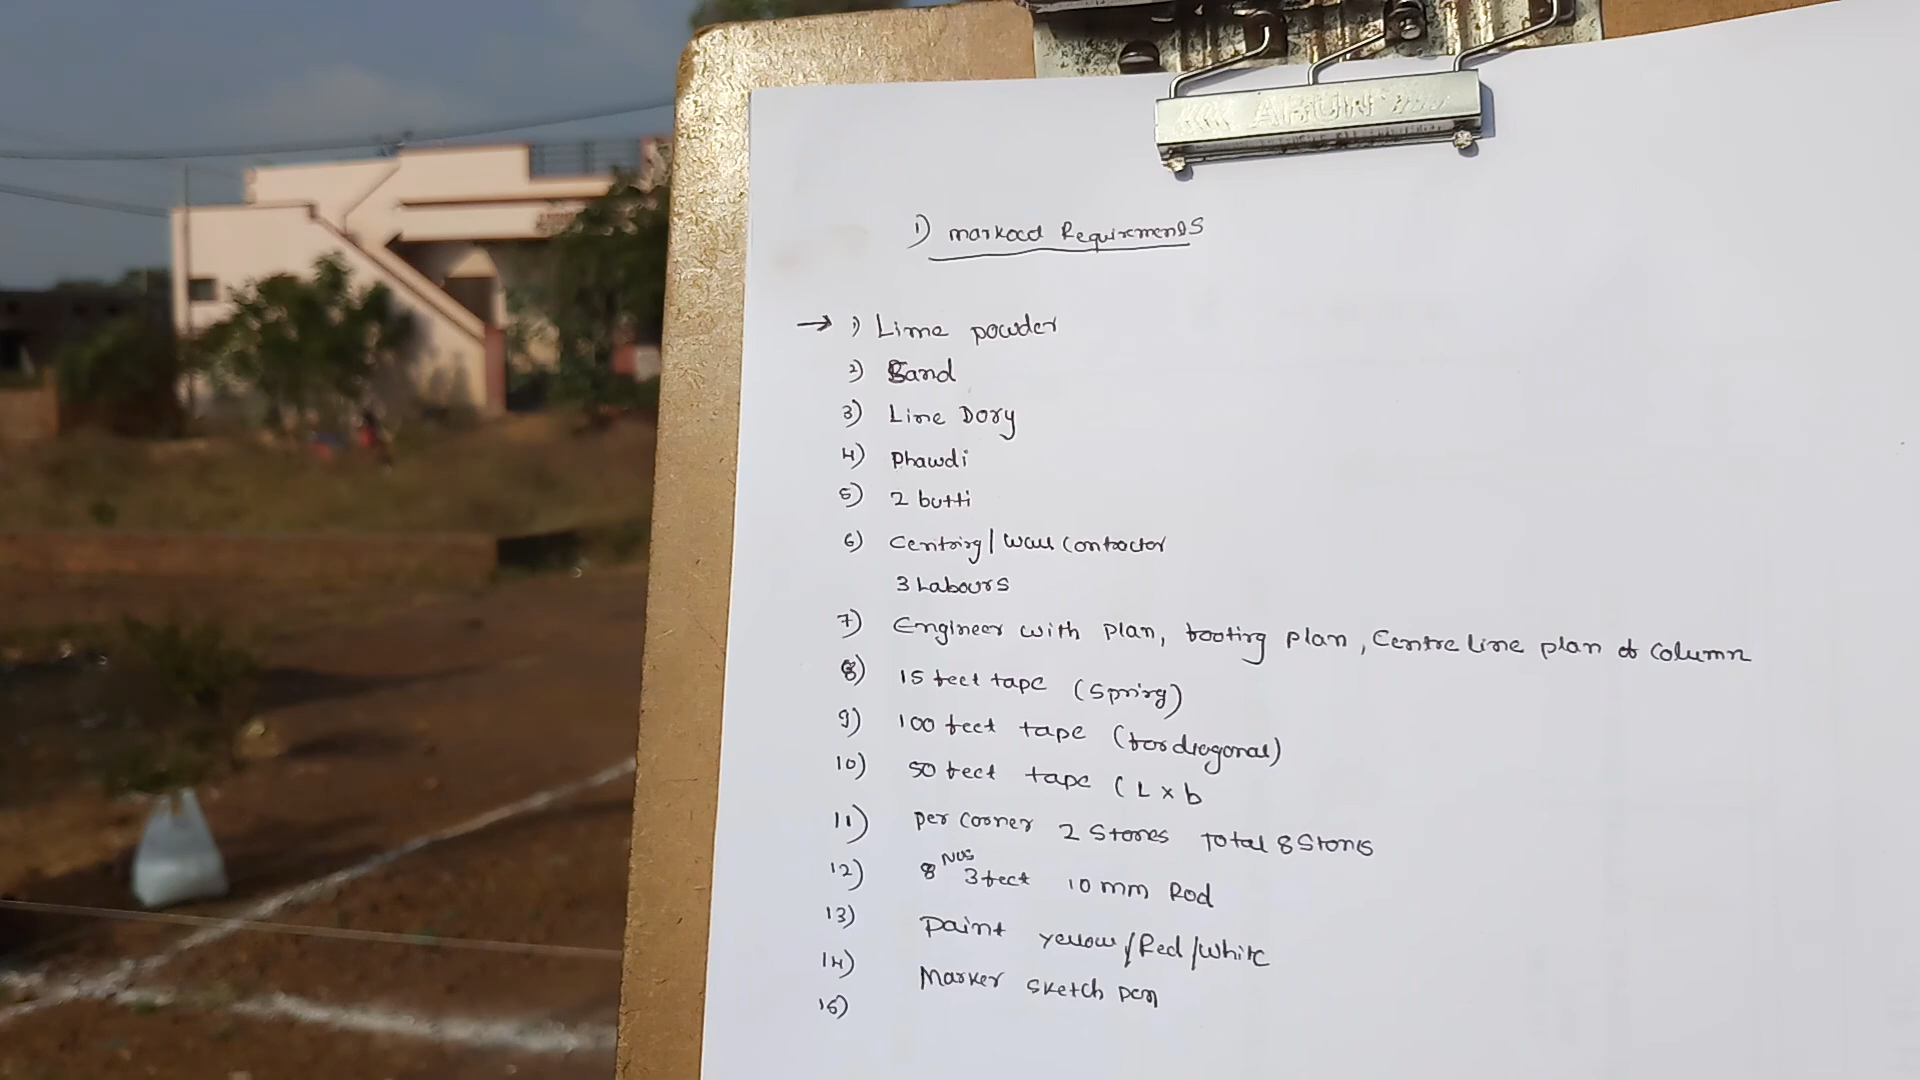 ARUN
1) markocd Requirements
→ 1) Lime powder
2) Sand
3) Line Dory
4) Phawdi
5) 2 butti
6) Centring/ wall contractor
3 Labours
7) Engineer with plan, footing plan, Centre line plan of column
8) 15 feet tape (Spring)
9) 100 feet tape (for diagonal)
10) 50 feet tape (L x b
11) per corner 2 Stones Total 8 Stones
12) 8 Nos 3 feet 10 mm Rod
13) Paint yellow/Red/white
14) Marker sketch pen
15)